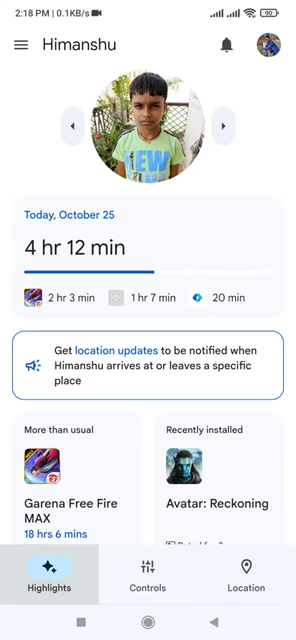 2:18 PM | 0.1KB/s
90
Himanshu
NEW
Today, October 25
4 hr 12 min
2 hr 3 min
1 hr 7 min
20 min
Get location updates to be notified when
Himanshu arrives at or leaves a specific
place
More than usual
Recently installed
Garena Free Fire
MAX
Avatar: Reckoning
18 hrs 6 mins
Highlights
Controls
Location